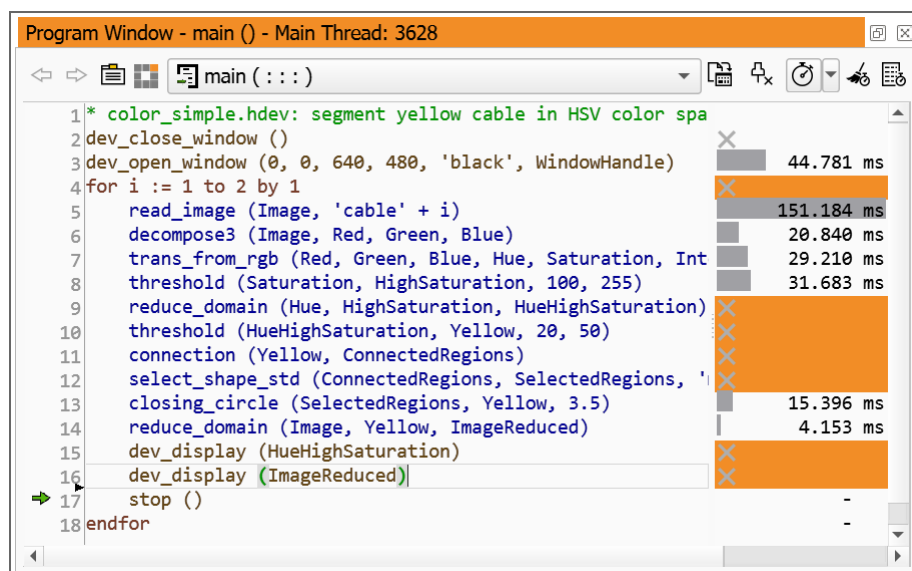 Program Window - main () - Main Thread: 3628
main ( : : : )
1 * color_simple.hdev: segment yellow cable in HSV color spa
2 dev_close_window ()
3 dev_open_window (0, 0, 640, 480, 'black', WindowHandle) 44.781 ms
4 for i := 1 to 2 by 1
5 read_image (Image, 'cable' + i) 151.184 ms
6 decompose3 (Image, Red, Green, Blue) 20.840 ms
7 trans_from_rgb (Red, Green, Blue, Hue, Saturation, Int 29.210 ms
8 threshold (Saturation, HighSaturation, 100, 255) 31.683 ms
9 reduce_domain (Hue, HighSaturation, HueHighSaturation)
10 threshold (HueHighSaturation, Yellow, 20, 50)
11 connection (Yellow, ConnectedRegions)
12 select_shape_std (ConnectedRegions, SelectedRegions, '
13 closing_circle (SelectedRegions, Yellow, 3.5) 15.396 ms
14 reduce_domain (Image, Yellow, ImageReduced) 4.153 ms
15 dev_display (HueHighSaturation)
16 dev_display (ImageReduced)
17 stop () -
18 endfor -